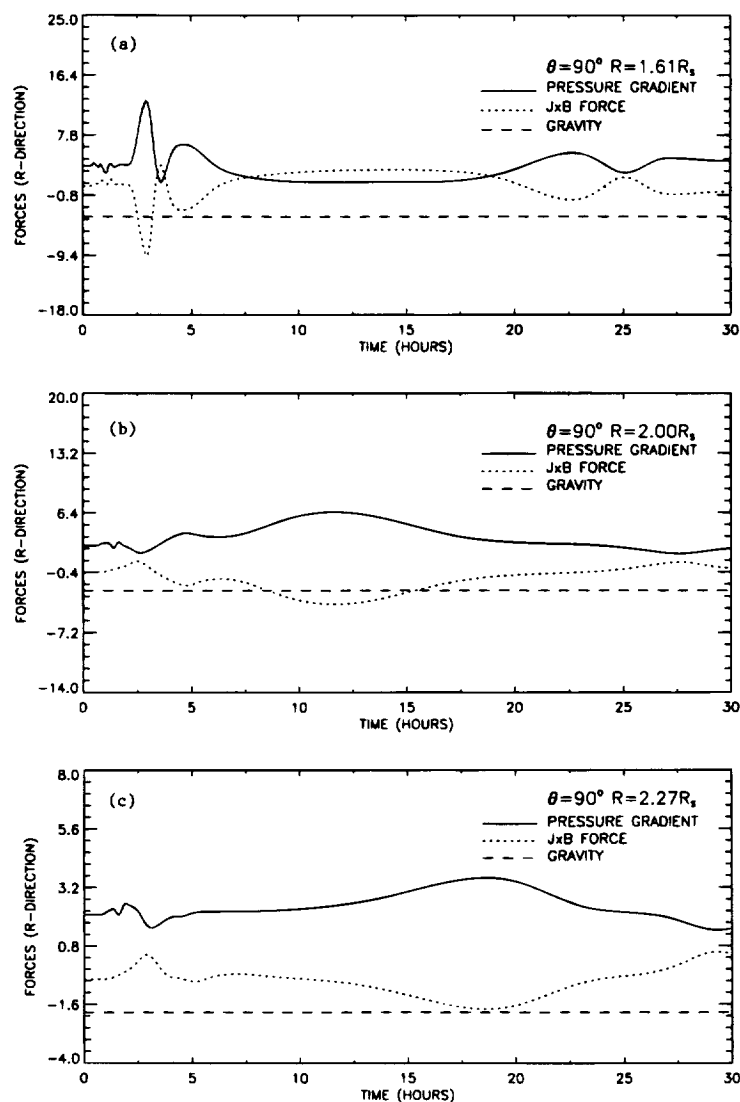 (a)
θ=90° R=1.61Rₛ
PRESSURE GRADIENT
JxB FORCE
GRAVITY
FORCES (R-DIRECTION)
25.0
16.4
7.8
-0.8
-9.4
-18.0
0 5 10 15 20 25 30
TIME (HOURS)
(b)
θ=90° R=2.00Rₛ
PRESSURE GRADIENT
JxB FORCE
GRAVITY
FORCES (R-DIRECTION)
20.0
13.2
6.4
-0.4
-7.2
-14.0
0 5 10 15 20 25 30
TIME (HOURS)
(c)
θ=90° R=2.27Rₛ
PRESSURE GRADIENT
JxB FORCE
GRAVITY
FORCES (R-DIRECTION)
8.0
5.6
3.2
0.8
-1.6
-4.0
0 5 10 15 20 25 30
TIME (HOURS)